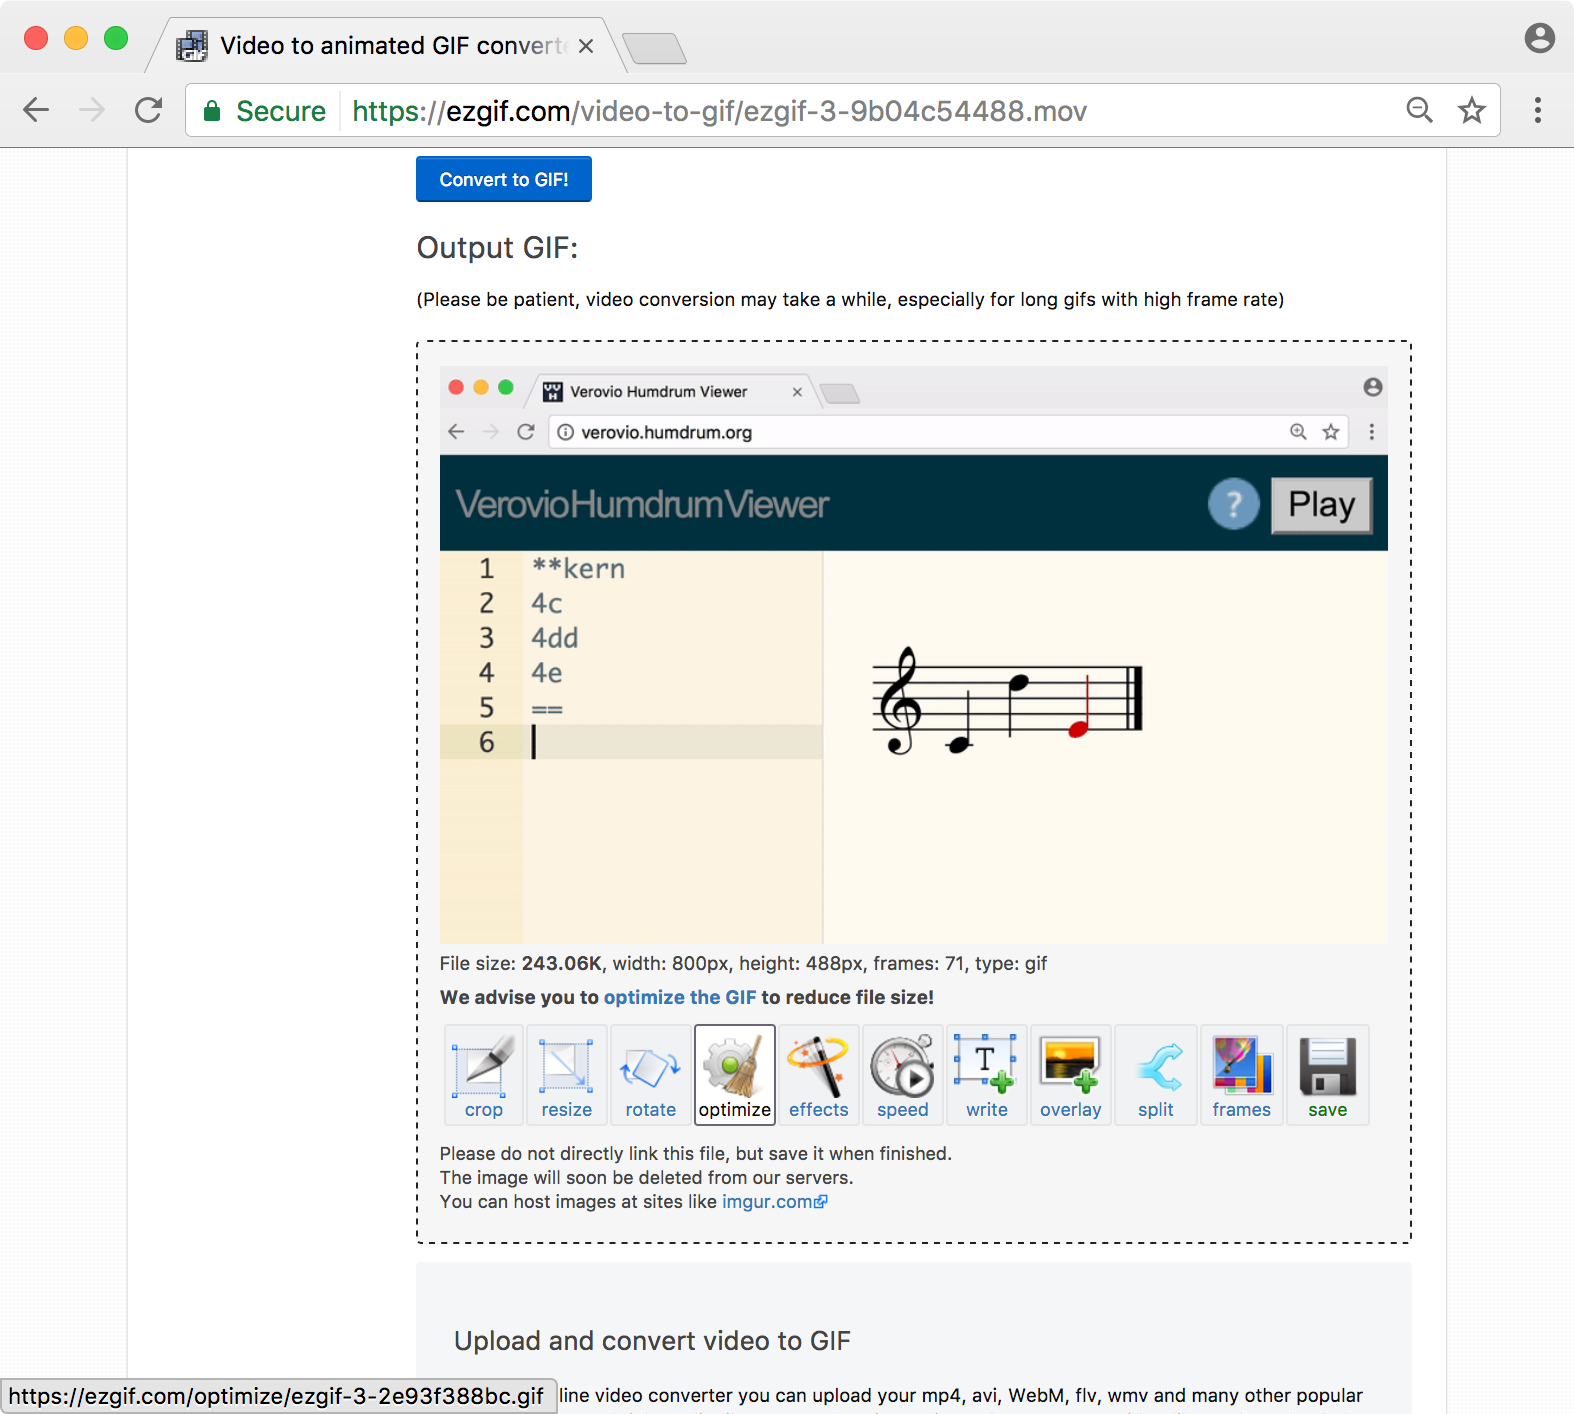 Video to animated GIF convert
Secure https://ezgif.com/video-to-gif/ezgif-3-9b04c54488.mov
Convert to GIF!
Output GIF:
(Please be patient, video conversion may take a while, especially for long gifs with high frame rate)
Verovio Humdrum Viewer
verovio.humdrum.org
VerovioHumdrumViewer ? Play
1 **kern
2 4c
3 4dd
4 4e
5 ==
6
File size: 243.06K, width: 800px, height: 488px, frames: 71, type: gif
We advise you to optimize the GIF to reduce file size!
T
crop resize rotate optimize effects speed write overlay split frames save
Please do not directly link this file, but save it when finished.
The image will soon be deleted from our servers.
You can host images at sites like imgur.com
Upload and convert video to GIF
https://ezgif.com/optimize/ezgif-3-2e93f388bc.gif line video converter you can upload your mp4, avi, WebM, flv, wmv and many other popular